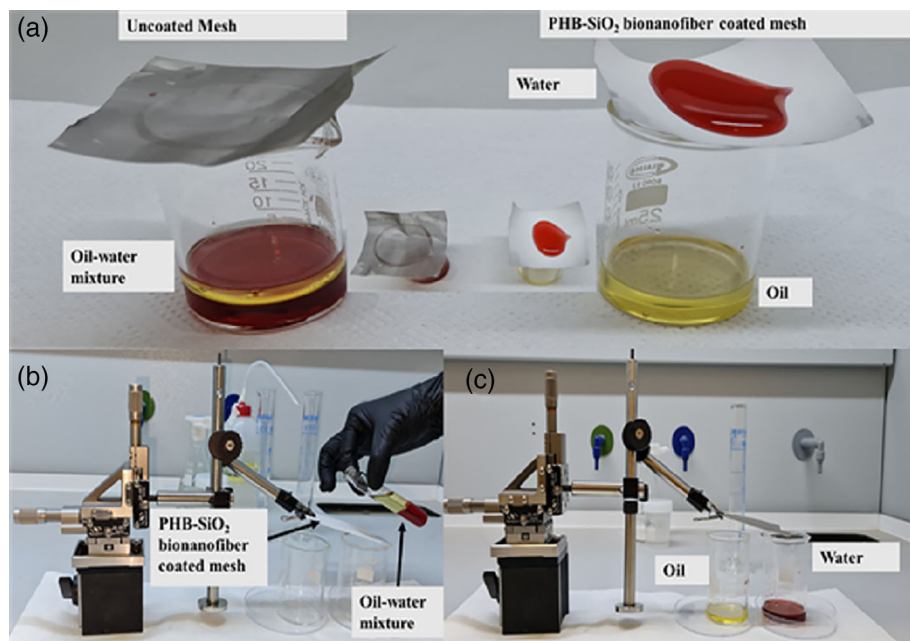 (a)
Uncoated Mesh
PHB-SiO₂ bionanofiber coated mesh
Water
20
15
10
25
Oil-water
mixture
Oil
(b)
(c)
PHB-SiO₂
bionanofiber
coated mesh
Oil-water
mixture
Oil
Water